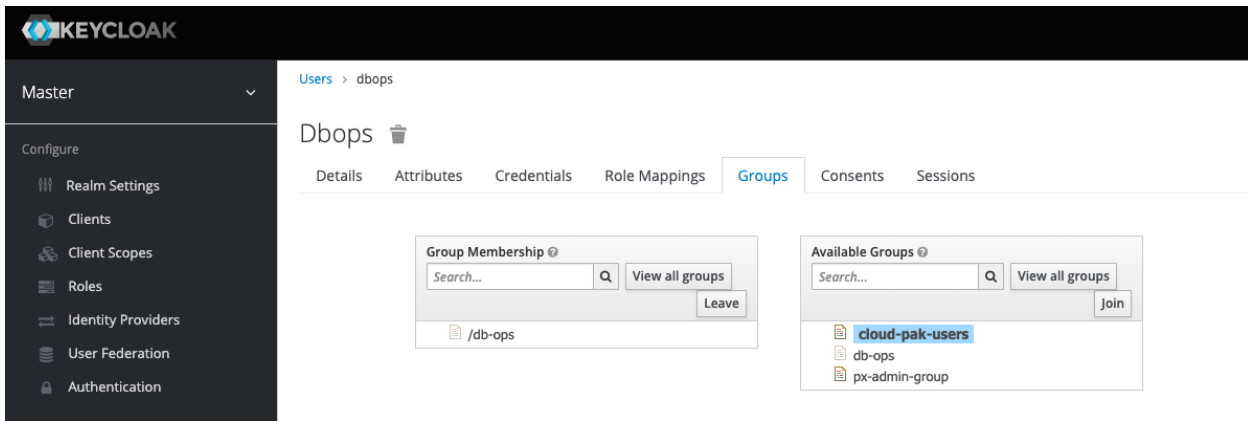 KEYCLOAK
Master
Configure
Realm Settings
Clients
Client Scopes
Roles
Identity Providers
User Federation
Authentication
Users > dbops
Dbops
Details Attributes Credentials Role Mappings Groups Consents Sessions
Group Membership
Search... View all groups
Leave
/db-ops
Available Groups
Search... View all groups
Join
cloud-pak-users
db-ops
px-admin-group